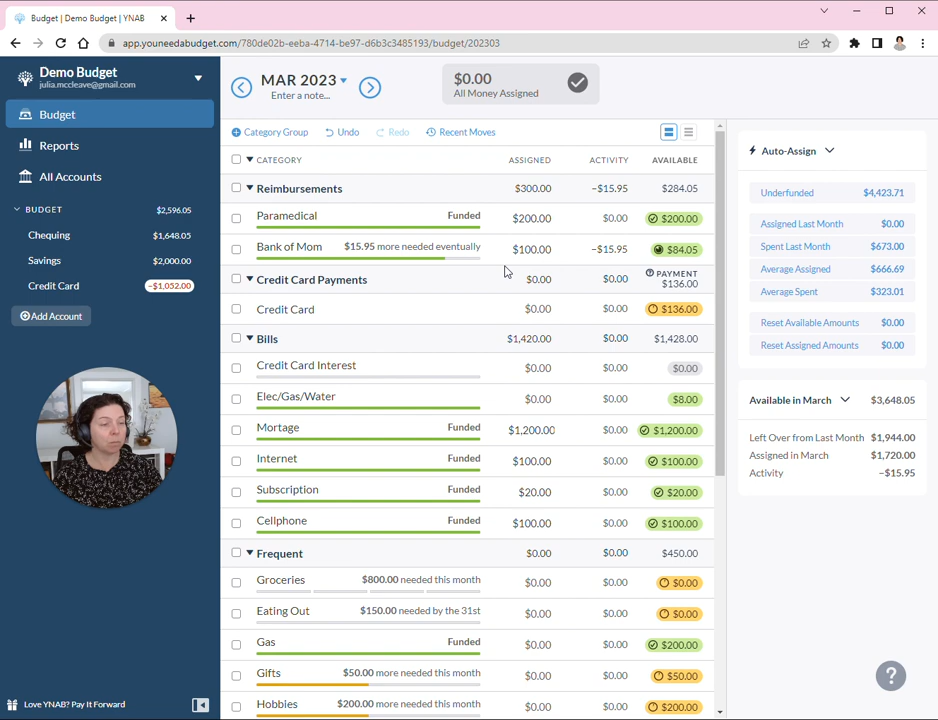 Budget | Demo Budget | YNAB
app.youneedabudget.com/780de02b-eeba-4714-be97-d6b3c3485193/budget/202303
Demo Budget
julia.mccleave@gmail.com
Budget
Reports
All Accounts
BUDGET $2,596.05
Chequing $1,648.05
Savings $2,000.00
Credit Card −$1,052.00
Add Account
Love YNAB? Pay It Forward
MAR 2023
Enter a note...
$0.00
All Money Assigned
Category Group Undo Redo Recent Moves
CATEGORY ASSIGNED ACTIVITY AVAILABLE
Reimbursements $300.00 −$15.95 $284.05
Paramedical Funded $200.00 $0.00 $200.00
Bank of Mom $15.95 more needed eventually $100.00 −$15.95 $84.05
Credit Card Payments $0.00 $0.00 PAYMENT $136.00
Credit Card $0.00 $0.00 $136.00
Bills $1,420.00 $0.00 $1,428.00
Credit Card Interest $0.00 $0.00 $0.00
Elec/Gas/Water $0.00 $0.00 $8.00
Mortage Funded $1,200.00 $0.00 $1,200.00
Internet Funded $100.00 $0.00 $100.00
Subscription Funded $20.00 $0.00 $20.00
Cellphone Funded $100.00 $0.00 $100.00
Frequent $0.00 $0.00 $450.00
Groceries $800.00 needed this month $0.00 $0.00 $0.00
Eating Out $150.00 needed by the 31st $0.00 $0.00 $0.00
Gas Funded $0.00 $0.00 $200.00
Gifts $50.00 more needed this month $0.00 $0.00 $50.00
Hobbies $200.00 more needed this month $0.00 $0.00 $200.00
Auto-Assign
Underfunded $4,423.71
Assigned Last Month $0.00
Spent Last Month $673.00
Average Assigned $666.69
Average Spent $323.01
Reset Available Amounts $0.00
Reset Assigned Amounts $0.00
Available in March $3,648.05
Left Over from Last Month $1,944.00
Assigned in March $1,720.00
Activity −$15.95
?